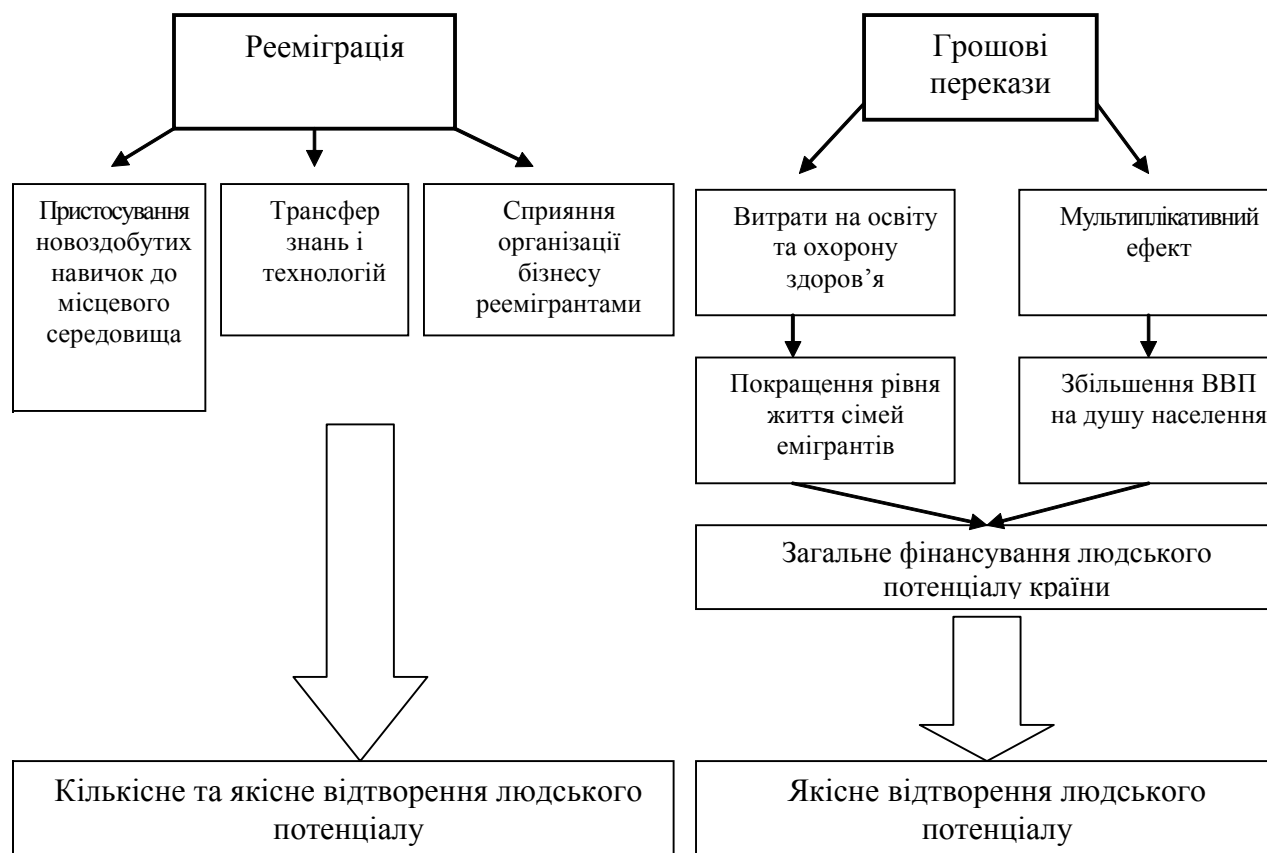 Рееміграція
Грошові
перекази
Пристосування
новоздобутих
навичок до
місцевого
середовища
Трансфер
знань і
технологій
Сприяння
організації
бізнесу
реемігрантами
Витрати на освіту
та охорону
здоров’я
Мультиплікативний
ефект
Покращення рівня
життя сімей
емігрантів
Збільшення ВВП
на душу населення
Загальне фінансування людського
потенціалу країни
Кількісне та якісне відтворення людського
потенціалу
Якісне відтворення людського
потенціалу